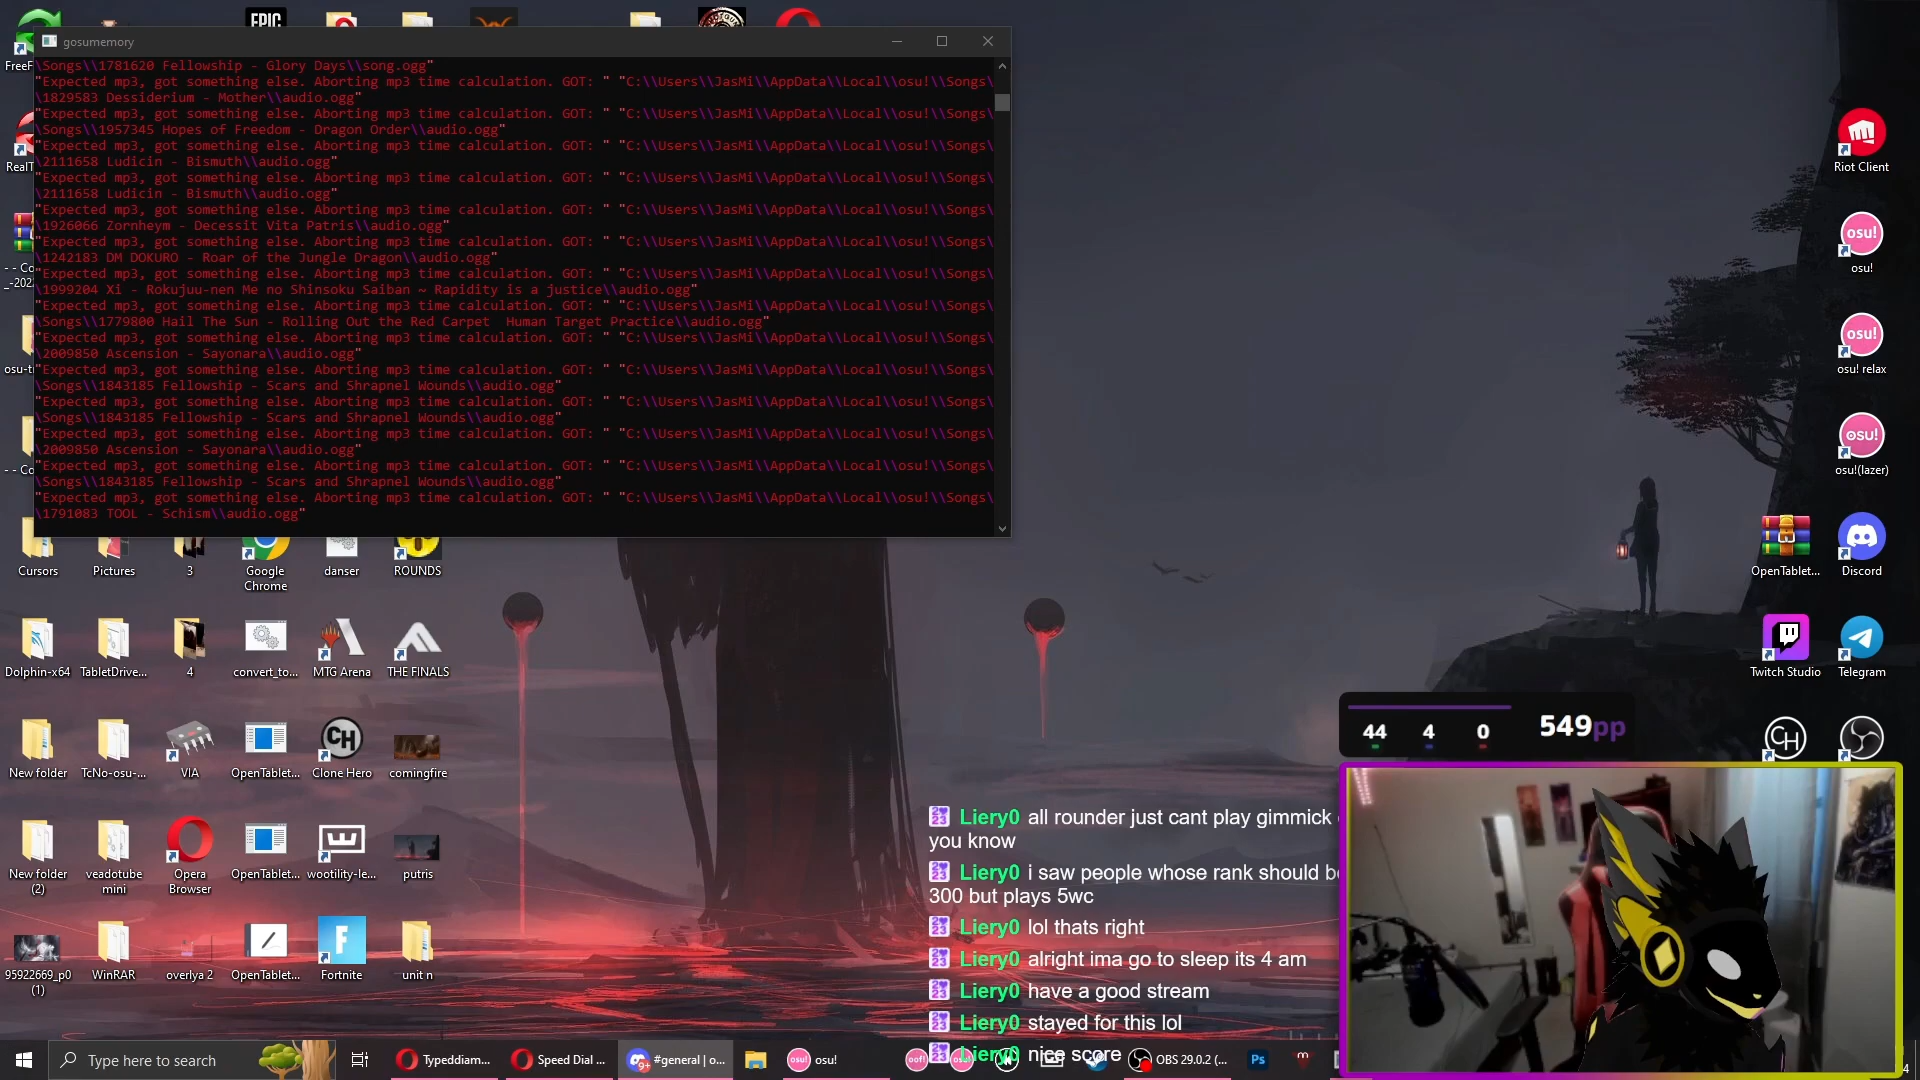 EPIC
gosumemory
\Songs\\1781620 Fellowship - Glory Days\\song.ogg"
"Expected mp3, got something else. Aborting mp3 time calculation. GOT: " "C:\\Users\\JasMi\\AppData\\Local\\osu!\\Songs\
\1829583 Dessiderium - Mother\\audio.ogg"
"Expected mp3, got something else. Aborting mp3 time calculation. GOT: " "C:\\Users\\JasMi\\AppData\\Local\\osu!\\Songs\
\Songs\\1957345 Hopes of Freedom - Dragon Order\\audio.ogg"
"Expected mp3, got something else. Aborting mp3 time calculation. GOT: " "C:\\Users\\JasMi\\AppData\\Local\\osu!\\Songs\
\2111658 Ludicin - Bismuth\\audio.ogg"
"Expected mp3, got something else. Aborting mp3 time calculation. GOT: " "C:\\Users\\JasMi\\AppData\\Local\\osu!\\Songs\
\2111658 Ludicin - Bismuth\\audio.ogg"
"Expected mp3, got something else. Aborting mp3 time calculation. GOT: " "C:\\Users\\JasMi\\AppData\\Local\\osu!\\Songs\
\1926066 Zornheym - Decessit Vita Patris\\audio.ogg"
"Expected mp3, got something else. Aborting mp3 time calculation. GOT: " "C:\\Users\\JasMi\\AppData\\Local\\osu!\\Songs\
\1242183 DM DOKURO - Roar of the Jungle Dragon\\audio.ogg"
"Expected mp3, got something else. Aborting mp3 time calculation. GOT: " "C:\\Users\\JasMi\\AppData\\Local\\osu!\\Songs\
\1999204 Xi - Rokujuu-nen Me no Shinsoku Saiban ~ Rapidity is a justice\\audio.ogg"
"Expected mp3, got something else. Aborting mp3 time calculation. GOT: " "C:\\Users\\JasMi\\AppData\\Local\\osu!\\Songs\
\Songs\\1779800 Hail The Sun - Rolling Out the Red Carpet  Human Target Practice\\audio.ogg"
"Expected mp3, got something else. Aborting mp3 time calculation. GOT: " "C:\\Users\\JasMi\\AppData\\Local\\osu!\\Songs\
\2009850 Ascension - Sayonara\\audio.ogg"
"Expected mp3, got something else. Aborting mp3 time calculation. GOT: " "C:\\Users\\JasMi\\AppData\\Local\\osu!\\Songs\
\Songs\\1843185 Fellowship - Scars and Shrapnel Wounds\\audio.ogg"
"Expected mp3, got something else. Aborting mp3 time calculation. GOT: " "C:\\Users\\JasMi\\AppData\\Local\\osu!\\Songs\
\Songs\\1843185 Fellowship - Scars and Shrapnel Wounds\\audio.ogg"
"Expected mp3, got something else. Aborting mp3 time calculation. GOT: " "C:\\Users\\JasMi\\AppData\\Local\\osu!\\Songs\
\2009850 Ascension - Sayonara\\audio.ogg"
"Expected mp3, got something else. Aborting mp3 time calculation. GOT: " "C:\\Users\\JasMi\\AppData\\Local\\osu!\\Songs\
\Songs\\1843185 Fellowship - Scars and Shrapnel Wounds\\audio.ogg"
"Expected mp3, got something else. Aborting mp3 time calculation. GOT: " "C:\\Users\\JasMi\\AppData\\Local\\osu!\\Songs\
\1791083 TOOL - Schism\\audio.ogg"
FreeF
RealT
- - Co
_-202
osu-t
- - Co
Riot Client
osu!
osu!
osu!
osu! relax
osu!
osu!(lazer)
OpenTablet... Discord
Twitch Studio Telegram
CH
Cursors Pictures 3 Google Chrome danser ROUNDS
Dolphin-x64 TabletDrive... 4 convert_to... MTG Arena THE FINALS
New folder TcNo-osu-... VIA OpenTablet... Clone Hero comingfire
New folder (2) veadotube mini Opera Browser OpenTablet... wootility-le... putris
95922669_p0 (1) WinRAR overlya 2 OpenTablet... Fortnite unit n
44 4 0 549pp
Liery0 all rounder just cant play gimmick
you know
Liery0 i saw people whose rank should be
300 but plays 5wc
Liery0 lol thats right
Liery0 alright ima go to sleep its 4 am
Liery0 have a good stream
Liery0 stayed for this lol
Liery0 nice score
Type here to search
Typeddiam...
Speed Dial ...
9+
#general | o...
osu!
osu!
OBS 29.0.2 (...
Ps